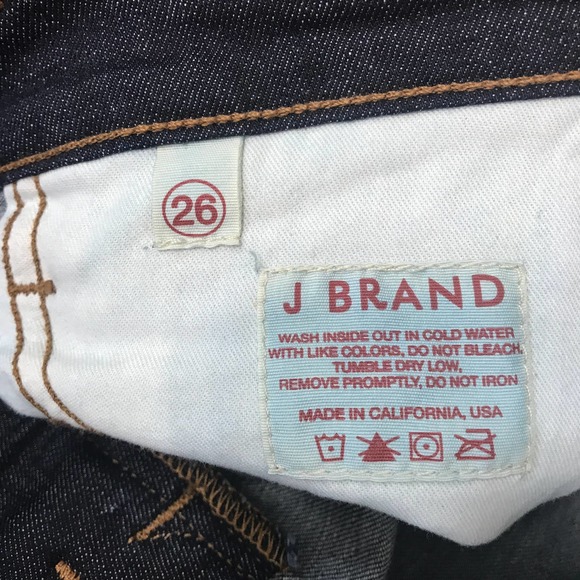 26
J BRAND
WASH INSIDE OUT IN COLD WATER
WITH LIKE COLORS, DO NOT BLEACH,
TUMBLE DRY LOW,
REMOVE PROMPTLY, DO NOT IRON
MADE IN CALIFORNIA, USA